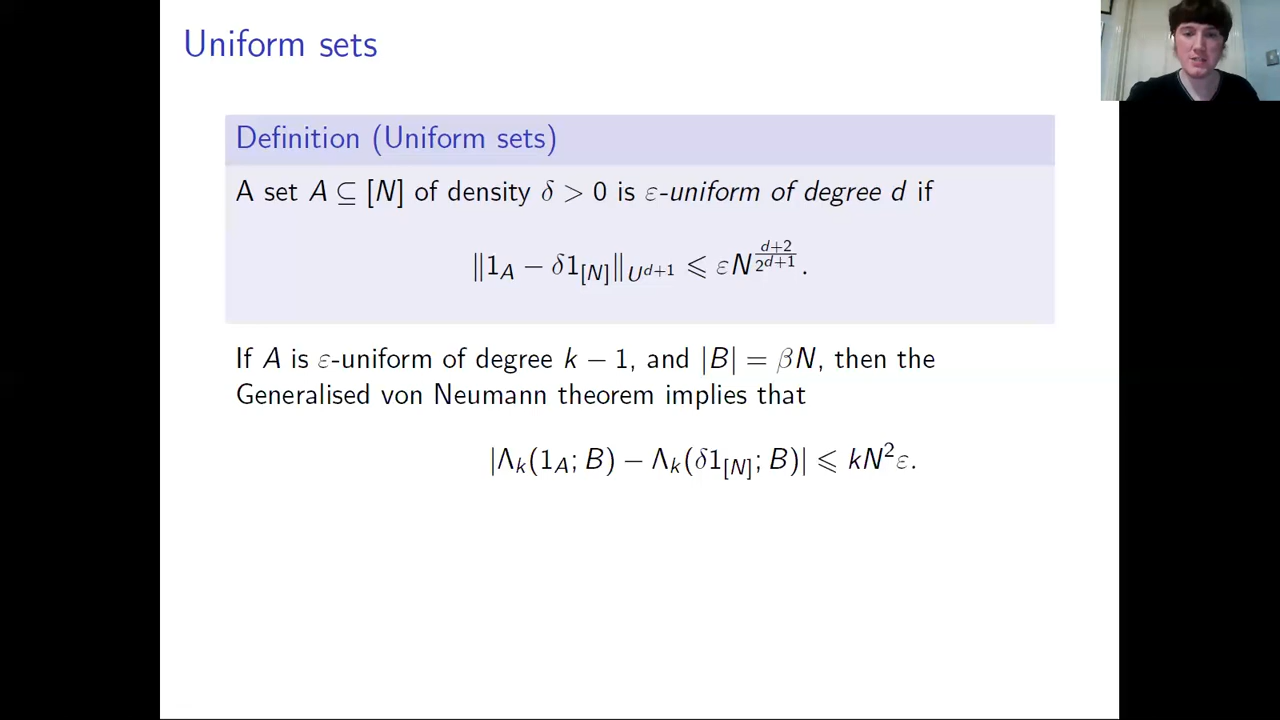 Uniform sets
Definition (Uniform sets)
A set A ⊆ [N] of density δ > 0 is ε-uniform of degree d if
‖1_A − δ1_{[N]}‖_{U^{d+1}} ⩽ εN^{\frac{d+2}{2^{d+1}}}.
If A is ε-uniform of degree k − 1, and |B| = βN, then the
Generalised von Neumann theorem implies that
|Λ_k(1_A; B) − Λ_k(δ1_{[N]}; B)| ⩽ kN²ε.